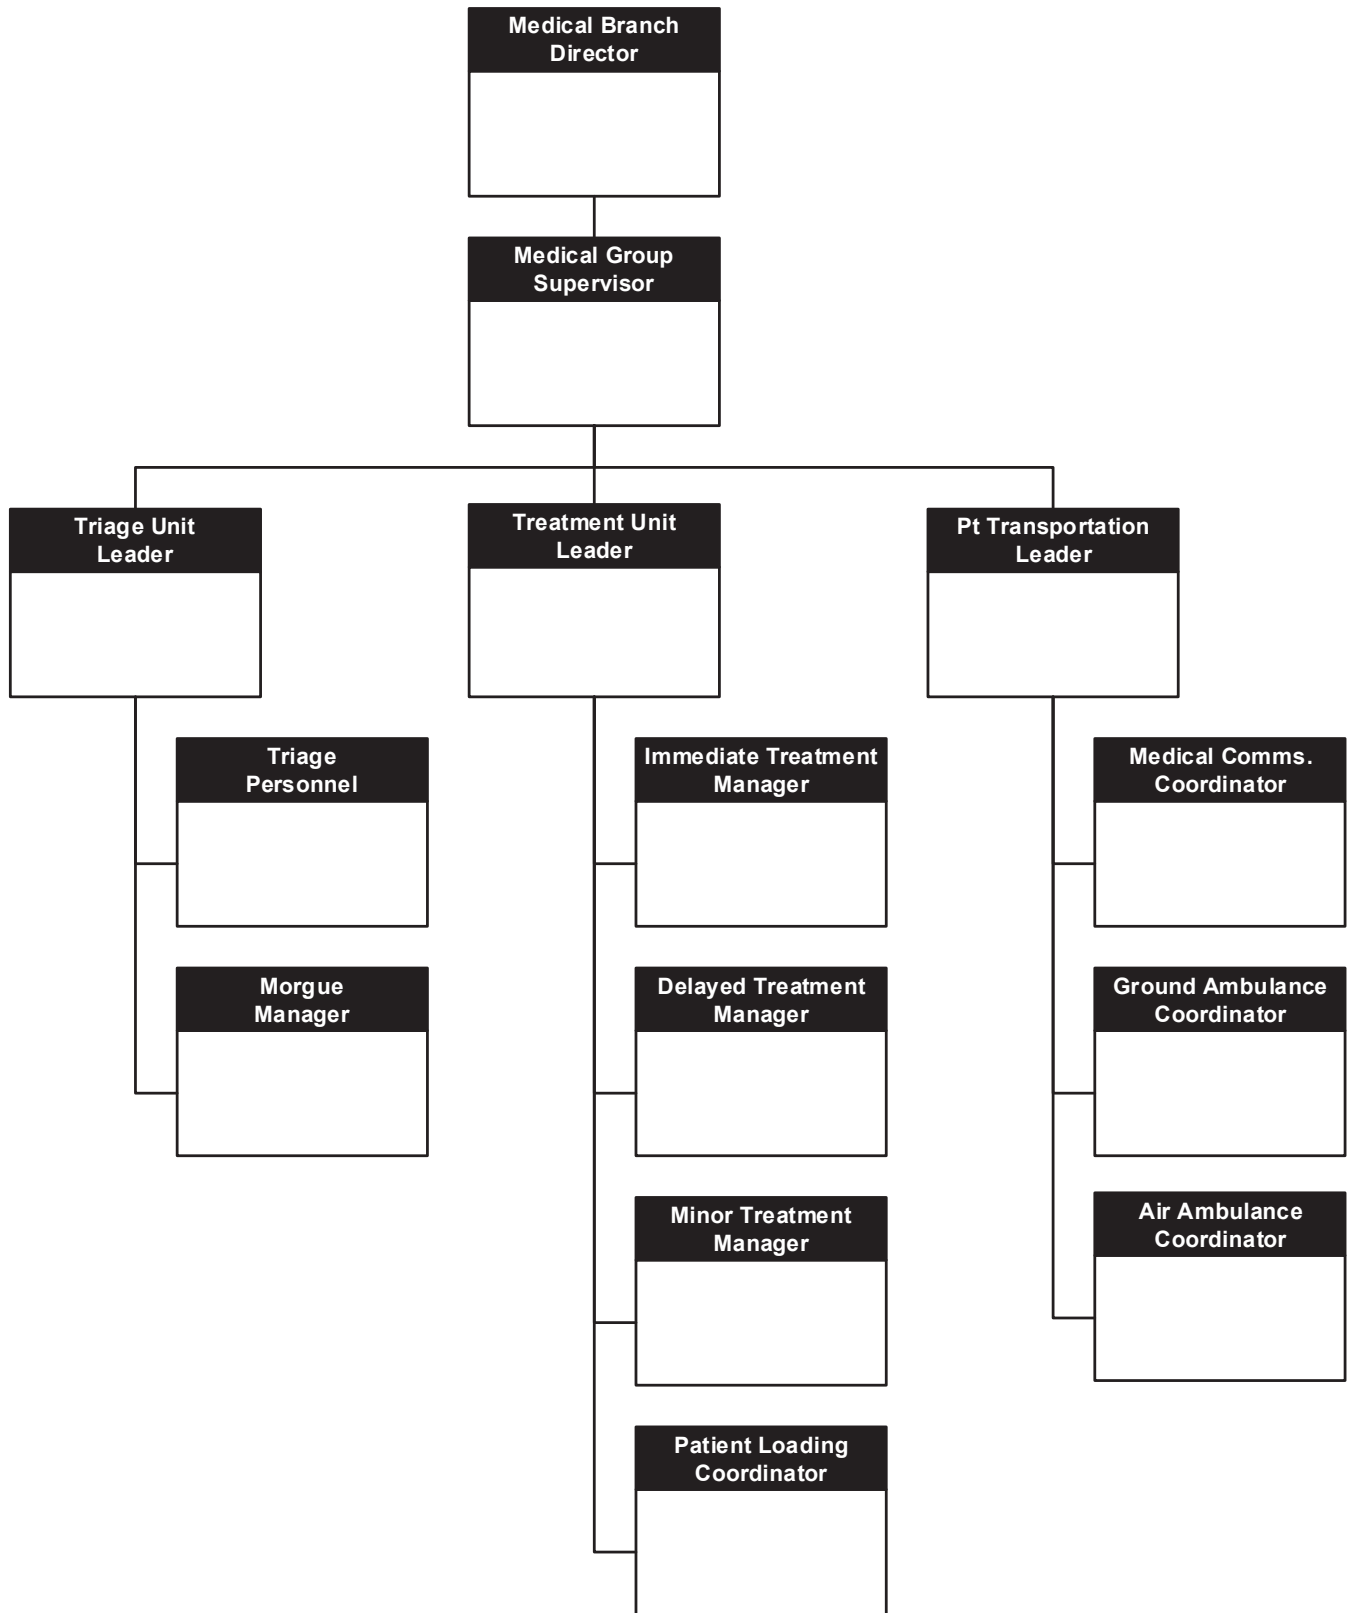 Medical Branch
Director
Medical Group
Supervisor
Triage Unit
Leader
Treatment Unit
Leader
Pt Transportation
Leader
Triage
Personnel
Immediate Treatment
Manager
Medical Comms.
Coordinator
Morgue
Manager
Delayed Treatment
Manager
Ground Ambulance
Coordinator
Minor Treatment
Manager
Air Ambulance
Coordinator
Patient Loading
Coordinator